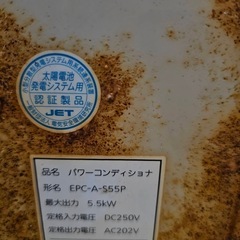 太陽電池
発電システム用
認証製品
JET
品名 パワーコンディショナ
形名 EPC-A-S55P
最大出力 5.5kW
定格入力電圧 DC250V
定格出力電圧 AC202V